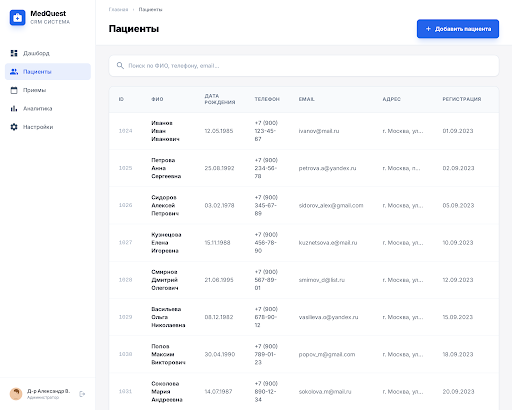 MedQuest
CRM СИСТЕМА
Дашборд
Пациенты
Приемы
Аналитика
Настройки
Д-р Александр В.
Администратор
Главная › Пациенты
Пациенты
+ Добавить пациента
Поиск по ФИО, телефону, email...
ID ФИО ДАТА РОЖДЕНИЯ ТЕЛЕФОН EMAIL АДРЕС РЕГИСТРАЦИЯ
1024 Иванов Иван Иванович 12.05.1985 +7 (900) 123-45-67 ivanov@mail.ru г. Москва, ул... 01.09.2023
1025 Петрова Анна Сергеевна 25.08.1992 +7 (900) 234-56-78 petrova.a@yandex.ru г. Москва, п... 02.09.2023
1026 Сидоров Алексей Петрович 03.02.1978 +7 (900) 345-67-89 sidorov_alex@gmail.com г. Москва, ул... 05.09.2023
1027 Кузнецова Елена Игоревна 15.11.1988 +7 (900) 456-78-90 kuznetsova.e@mail.ru г. Москва, ул... 10.09.2023
1028 Смирнов Дмитрий Олегович 21.06.1995 +7 (900) 567-89-01 smirnov_d@list.ru г. Москва, ул... 12.09.2023
1029 Васильева Ольга Николаевна 08.12.1982 +7 (900) 678-90-12 vasilieva.o@yandex.ru г. Москва, ул... 15.09.2023
1030 Попов Максим Викторович 30.04.1990 +7 (900) 789-01-23 popov_m@gmail.com г. Москва, ул... 18.09.2023
1031 Соколова Мария Андреевна 14.07.1987 +7 (900) 890-12-34 sokolova.m@mail.ru г. Москва, ул... 20.09.2023